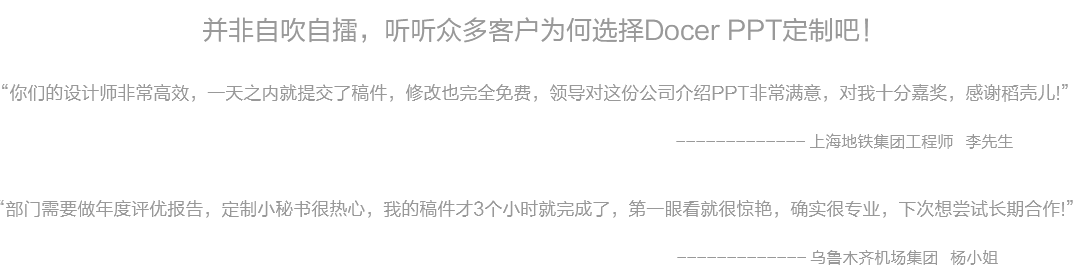 并非自吹自擂，听听众多客户为何选择Docer PPT定制吧！
“你们的设计师非常高效，一天之内就提交了稿件，修改也完全免费，领导对这份公司介绍PPT非常满意，对我十分嘉奖，感谢稻壳儿!”
————————————— 上海地铁集团工程师 李先生
“部门需要做年度评优报告，定制小秘书很热心，我的稿件才3个小时就完成了，第一眼看就很惊艳，确实很专业，下次想尝试长期合作!”
————————————— 乌鲁木齐机场集团 杨小姐